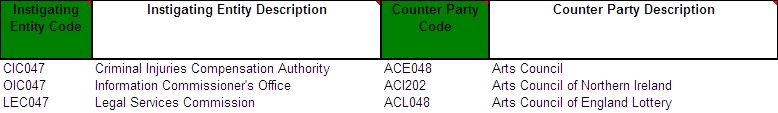 Instigating Entity Code Instigating Entity Description Counter Party Code Counter Party Description
CIC047 Criminal Injuries Compensation Authority ACE048 Arts Council
OIC047 Information Commissioner's Office ACI202 Arts Council of Northern Ireland
LEC047 Legal Services Commission ACL048 Arts Council of England Lottery